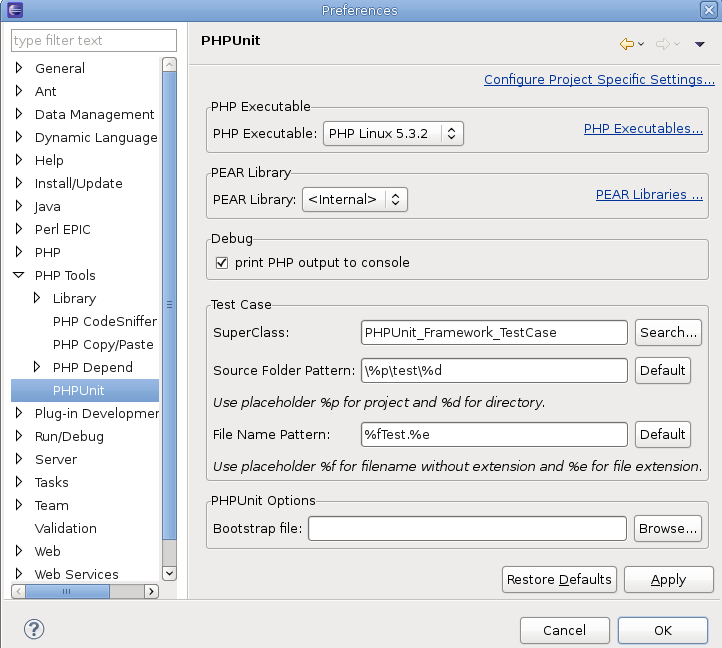 Preferences
type filter text
General
Ant
Data Management
Dynamic Language
Help
Install/Update
Java
Perl EPIC
PHP
PHP Tools
Library
PHP CodeSniffer
PHP Copy/Paste
PHP Depend
PHPUnit
Plug-in Developmen
Run/Debug
Server
Tasks
Team
Validation
Web
Web Services
PHPUnit
Configure Project Specific Settings...
PHP Executable
PHP Executable: PHP Linux 5.3.2 PHP Executables...
PEAR Library
PEAR Library: <Internal> PEAR Libraries ...
Debug
print PHP output to console
Test Case
SuperClass: PHPUnit_Framework_TestCase Search...
Source Folder Pattern: \%p\test\%d Default
Use placeholder %p for project and %d for directory.
File Name Pattern: %fTest.%e Default
Use placeholder %f for filename without extension and %e for file extension.
PHPUnit Options
Bootstrap file: Browse...
Restore Defaults Apply
? Cancel OK